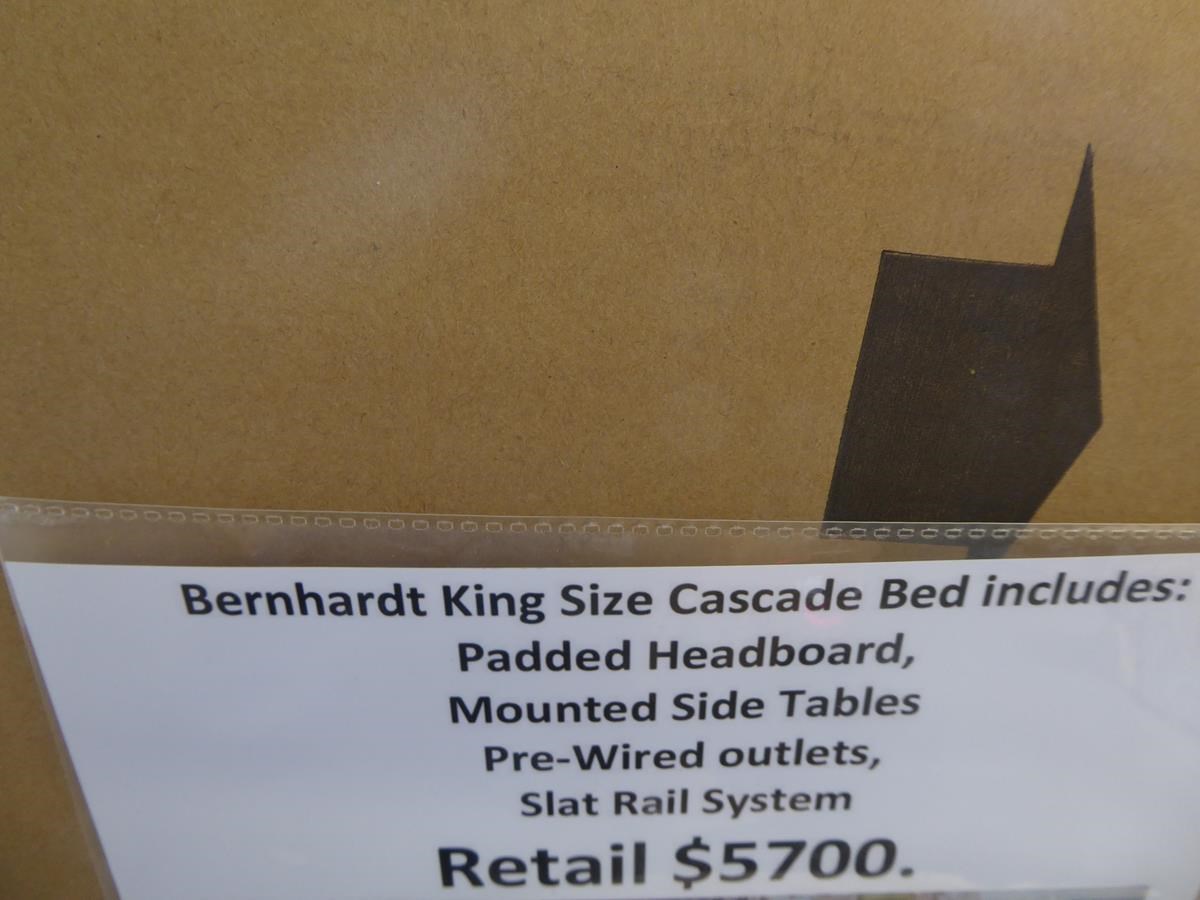 Bernhardt King Size Cascade Bed includes:
Padded Headboard,
Mounted Side Tables
Pre-Wired outlets,
Slat Rail System
Retail $5700.